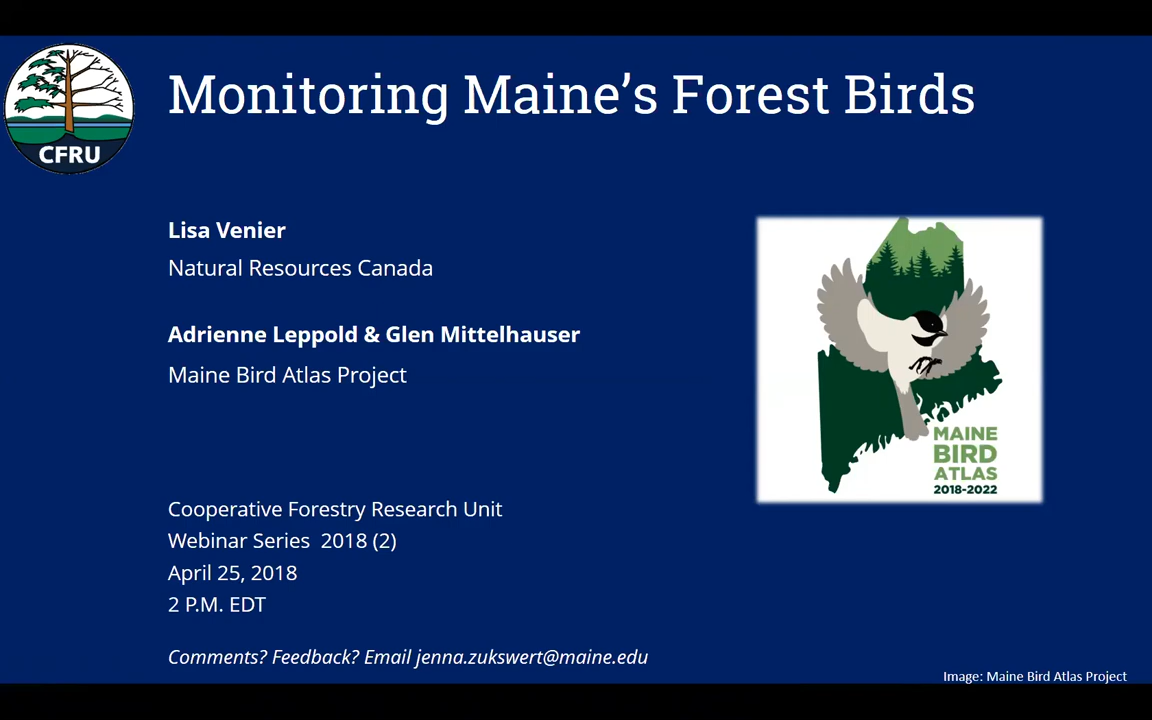 CFRU
Monitoring Maine's Forest Birds
Lisa Venier
Natural Resources Canada
Adrienne Leppold & Glen Mittelhauser
Maine Bird Atlas Project
MAINE
BIRD
ATLAS
2018-2022
Cooperative Forestry Research Unit
Webinar Series 2018 (2)
April 25, 2018
2 P.M. EDT
Comments? Feedback? Email jenna.zukswert@maine.edu
Image: Maine Bird Atlas Project